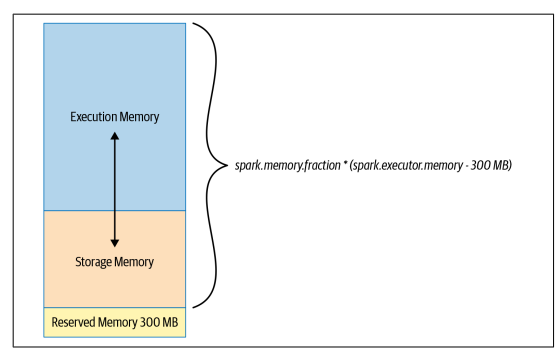 Execution Memory
spark.memory.fraction * (spark.executor.memory - 300 MB)
Storage Memory
Reserved Memory 300 MB